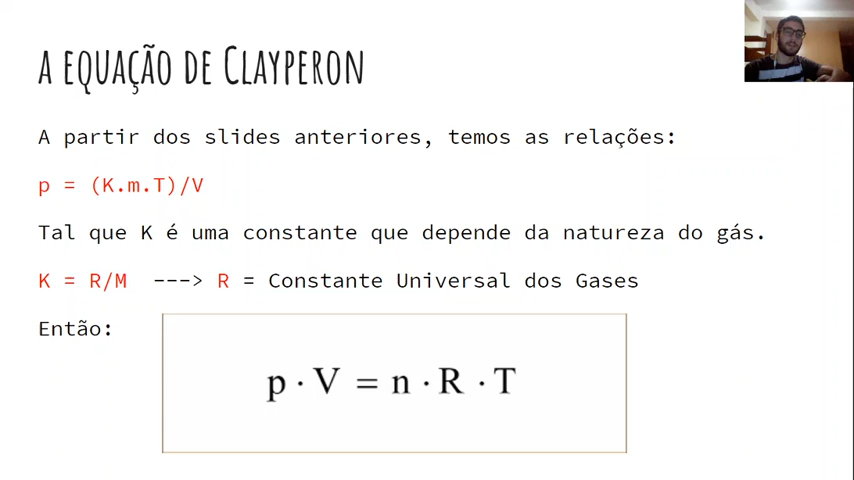 A EQUAÇÃO DE CLAYPERON
A partir dos slides anteriores, temos as relações:
p = (K.m.T)/V
Tal que K é uma constante que depende da natureza do gás.
K = R/M ---> R = Constante Universal dos Gases
Então:
p · V = n · R · T